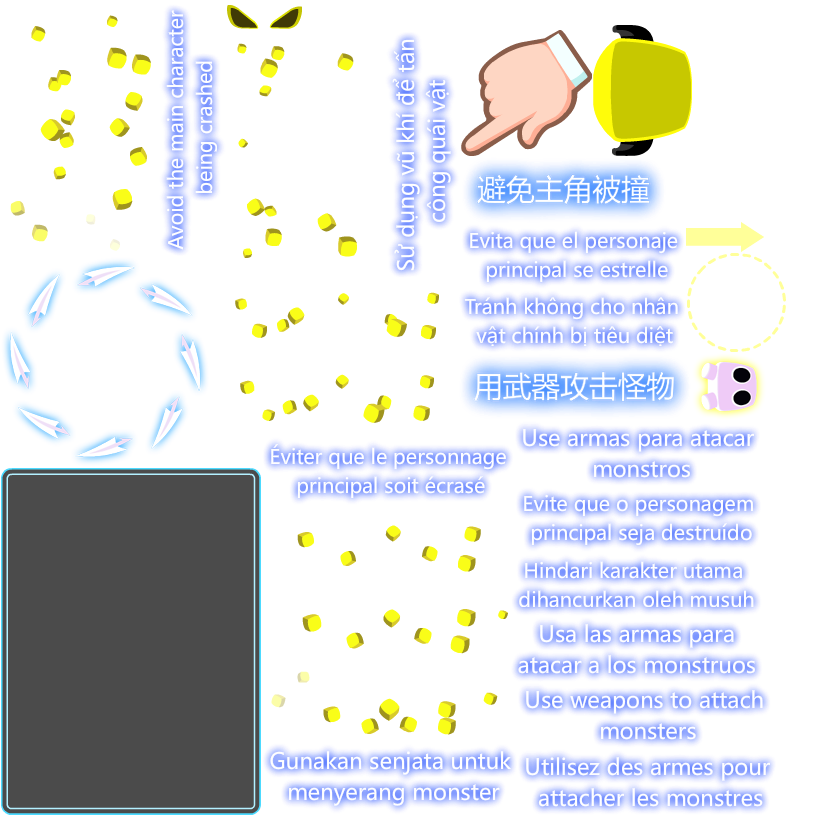 Avoid the main character
being crashed
Sử dụng vũ khí để tấn
công quái vật
避免主角被撞
Evita que el personaje
principal se estrelle
Tránh không cho nhân
vật chính bị tiêu diệt
用武器攻击怪物
Use armas para atacar
monstros
Éviter que le personnage
principal soit écrasé
Evite que o personagem
principal seja destruído
Hindari karakter utama
dihancurkan oleh musuh
Usa las armas para
atacar a los monstruos
Use weapons to attach
monsters
Gunakan senjata untuk
menyerang monster
Utilisez des armes pour
attacher les monstres